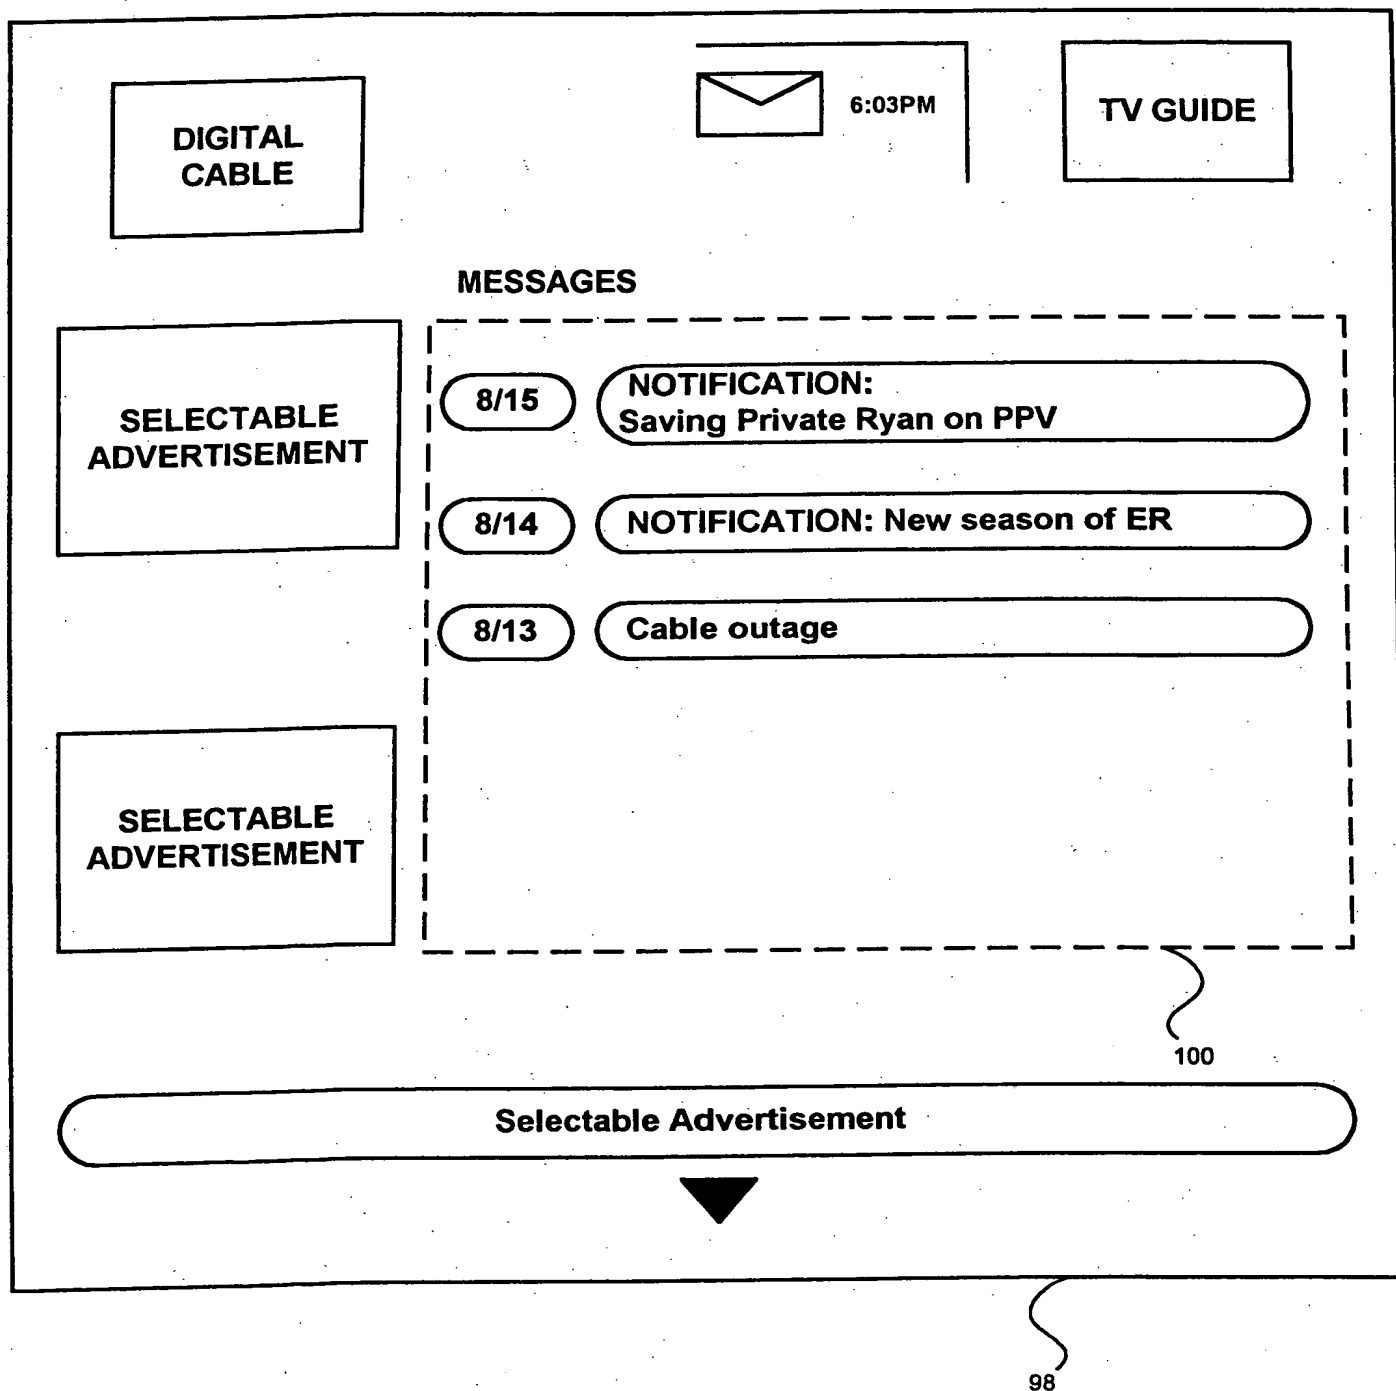 DIGITAL
CABLE
6:03PM
TV GUIDE
MESSAGES
SELECTABLE
ADVERTISEMENT
8/15
NOTIFICATION:
Saving Private Ryan on PPV
8/14
NOTIFICATION: New season of ER
8/13
Cable outage
SELECTABLE
ADVERTISEMENT
100
Selectable Advertisement
98